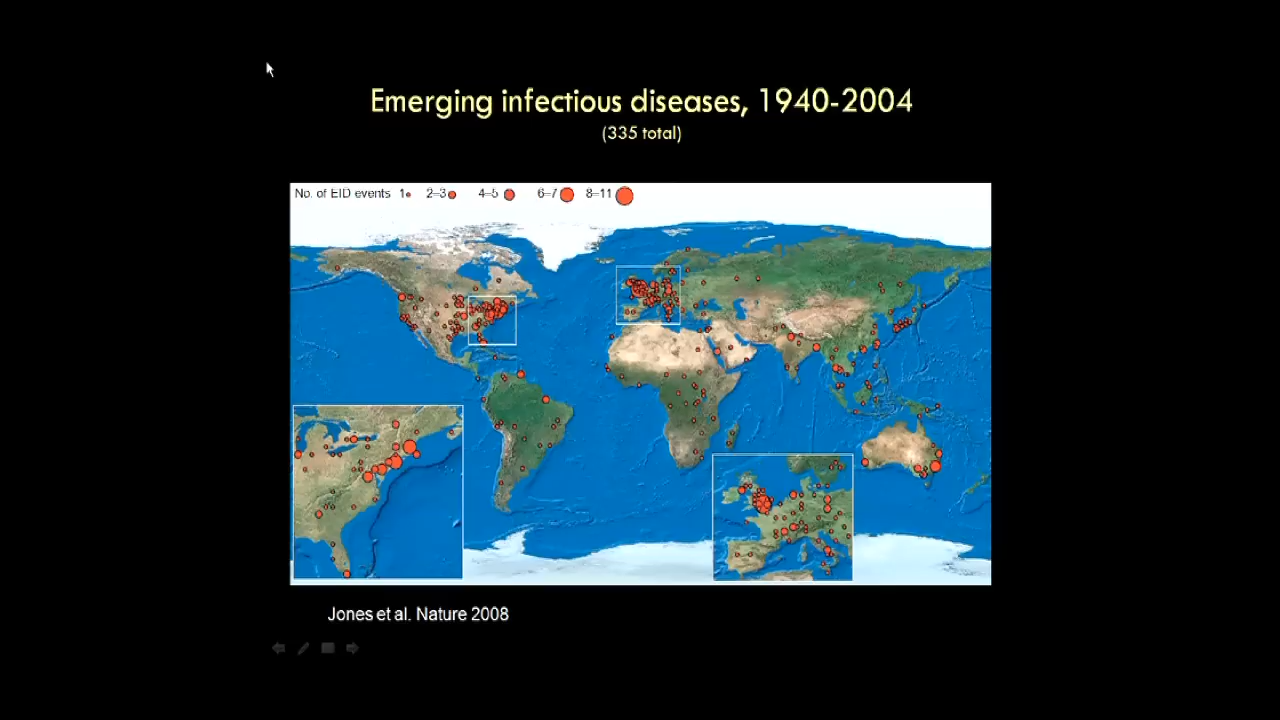 Emerging infectious diseases, 1940-2004
(335 total)
No. of EID events 1 2–3 4–5 6–7 8–11
Jones et al. Nature 2008